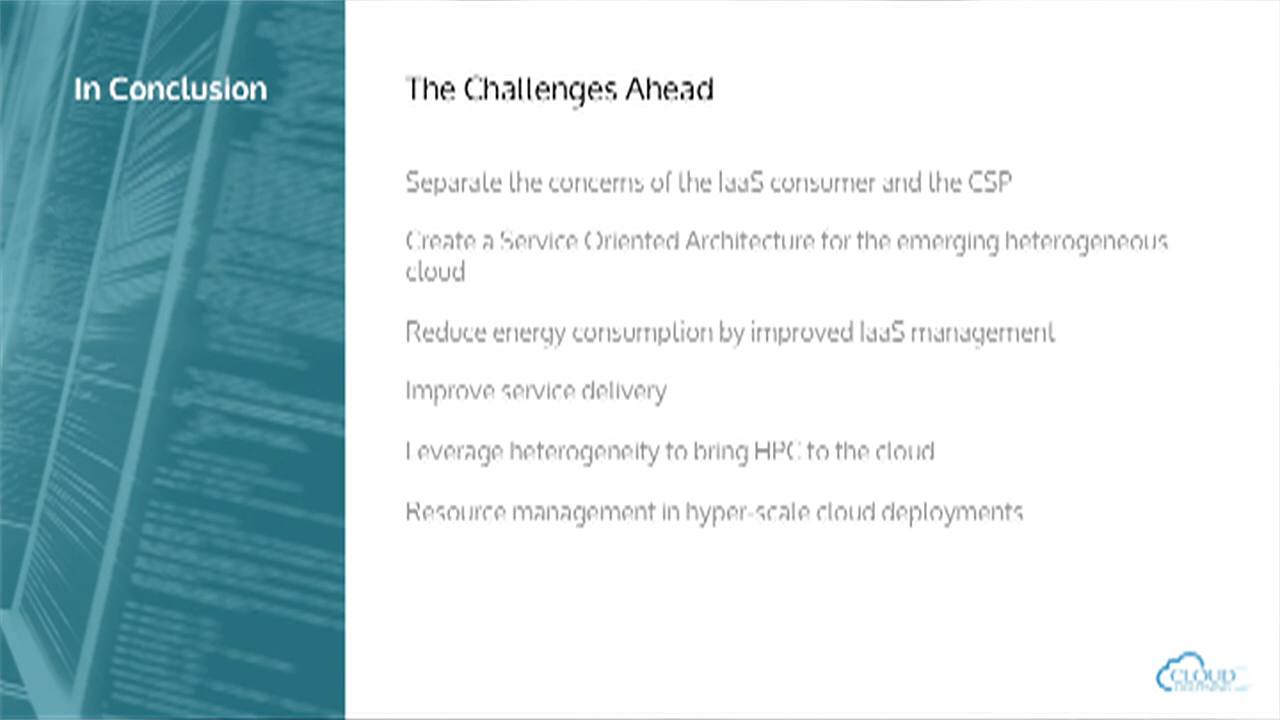 In Conclusion
The Challenges Ahead
Separate the concerns of the IaaS consumer and the CSP
Create a Service Oriented Architecture for the emerging heterogeneous
cloud
Reduce energy consumption by improved IaaS management
Improve service delivery
Leverage heterogeneity to bring HPC to the cloud
Resource management in hyper-scale cloud deployments
CLOUD
LIGHTNING